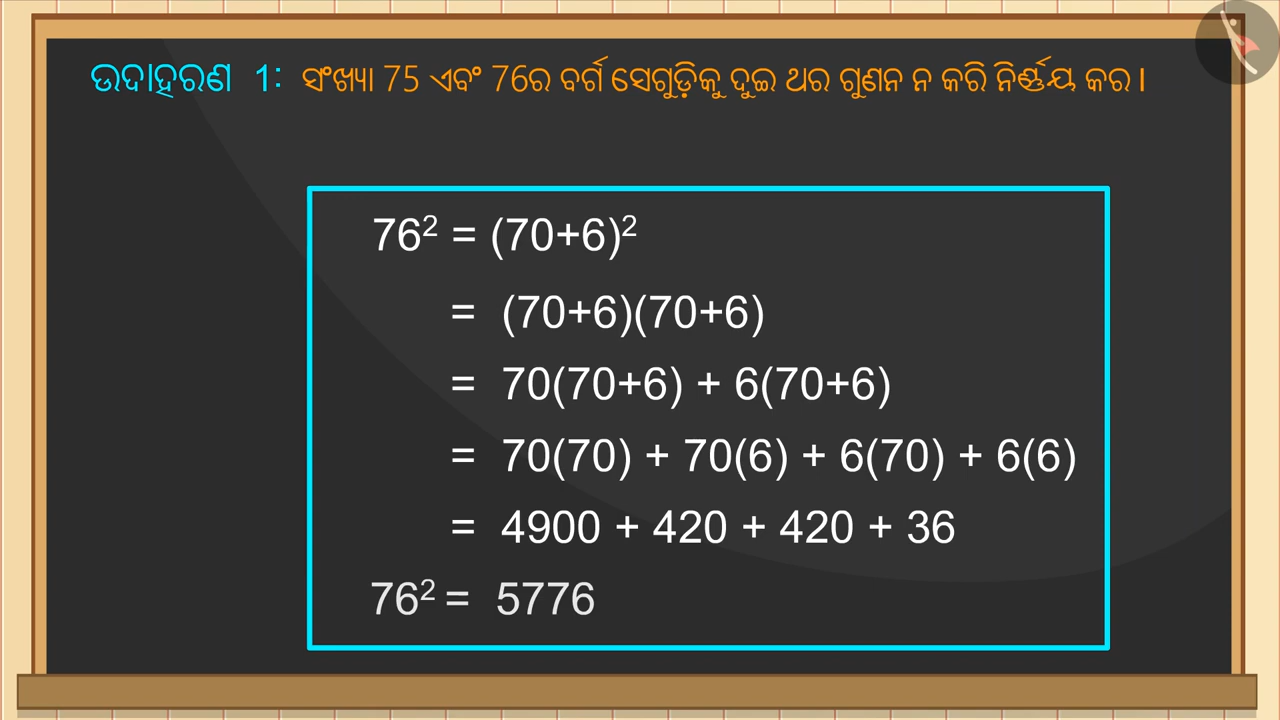 ଉଦାହରଣ 1: ସଂଖ୍ୟା 75 ଏବଂ 76ର ବର୍ଗ ସେଗୁଡ଼ିକୁ ଦୁଇ ଥର ଗୁଣନ ନ କରି ନିର୍ଣ୍ଣୟ କର।
76² = (70+6)²
= (70+6)(70+6)
= 70(70+6) + 6(70+6)
= 70(70) + 70(6) + 6(70) + 6(6)
= 4900 + 420 + 420 + 36
76² = 5776